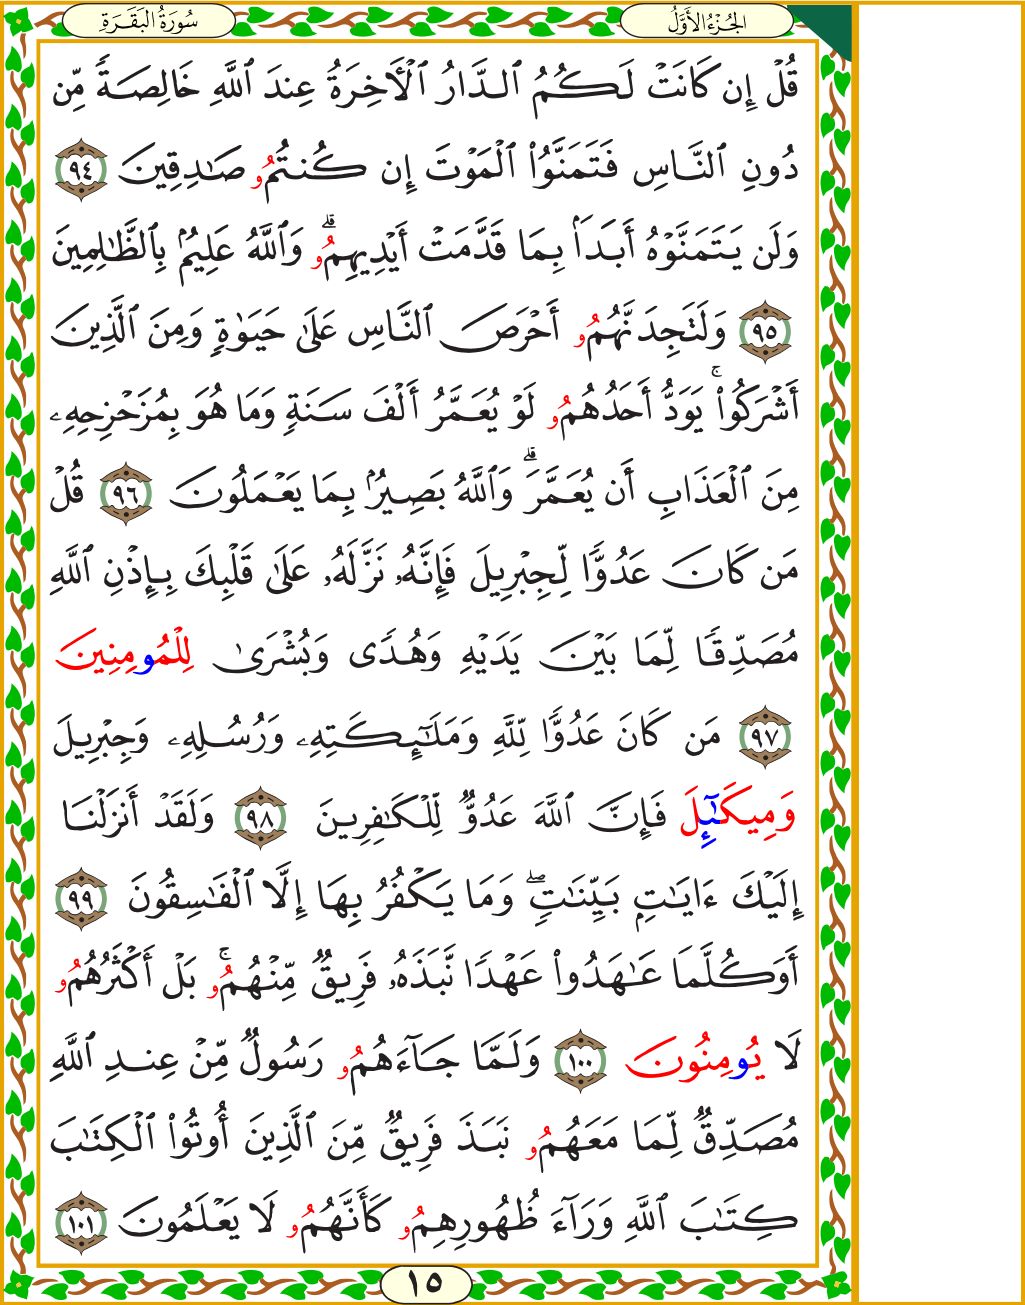 الجُزْءُ الأَوَّلُ
سُورَةُ البَقَرَةِ
قُلۡ إِن كَانَتۡ لَكُمُ ٱلدَّارُ ٱلۡأٓخِرَةُ عِندَ ٱللَّهِ خَالِصَةٗ مِّن
دُونِ ٱلنَّاسِ فَتَمَنَّوُاْ ٱلۡمَوۡتَ إِن كُنتُمُۥ صَٰدِقِينَ ٩٤
وَلَن يَتَمَنَّوۡهُ أَبَدَۢا بِمَا قَدَّمَتۡ أَيۡدِيهِمُۥۚ وَٱللَّهُ عَلِيمُۢ بِٱلظَّٰلِمِينَ
٩٥ وَلَتَجِدَنَّهُمُۥ أَحۡرَصَ ٱلنَّاسِ عَلَىٰ حَيَوٰةٖ وَمِنَ ٱلَّذِينَ
أَشۡرَكُواْۚ يَوَدُّ أَحَدُهُمُۥ لَوۡ يُعَمَّرُ أَلۡفَ سَنَةٖ وَمَا هُوَ بِمُزَحۡزِحِهِۦ
مِنَ ٱلۡعَذَابِ أَن يُعَمَّرَۗ وَٱللَّهُ بَصِيرُۢ بِمَا يَعۡمَلُونَ ٩٦ قُلۡ
مَن كَانَ عَدُوّٗا لِّجِبۡرِيلَ فَإِنَّهُۥ نَزَّلَهُۥ عَلَىٰ قَلۡبِكَ بِإِذۡنِ ٱللَّهِ
مُصَدِّقٗا لِّمَا بَيۡنَ يَدَيۡهِ وَهُدٗى وَبُشۡرَىٰ لِلۡمُومِنِينَ
٩٧ مَن كَانَ عَدُوّٗا لِّلَّهِ وَمَلَٰٓئِكَتِهِۦ وَرُسُلِهِۦ وَجِبۡرِيلَ
وَمِيكَٰٓئِلَ فَإِنَّ ٱللَّهَ عَدُوّٞ لِّلۡكَٰفِرِينَ ٩٨ وَلَقَدۡ أَنزَلۡنَا
إِلَيۡكَ ءَايَٰتِۭ بَيِّنَٰتٖۖ وَمَا يَكۡفُرُ بِهَا إِلَّا ٱلۡفَٰسِقُونَ ٩٩
أَوَكُلَّمَا عَٰهَدُواْ عَهۡدٗا نَّبَذَهُۥ فَرِيقٞ مِّنۡهُمُۥۚ بَلۡ أَكۡثَرُهُمُۥ
لَا يُومِنُونَ ١٠٠ وَلَمَّا جَآءَهُمُۥ رَسُولٞ مِّنۡ عِندِ ٱللَّهِ
مُصَدِّقٞ لِّمَا مَعَهُمُۥ نَبَذَ فَرِيقٞ مِّنَ ٱلَّذِينَ أُوتُواْ ٱلۡكِتَٰبَ
كِتَٰبَ ٱللَّهِ وَرَآءَ ظُهُورِهِمُۥ كَأَنَّهُمُۥ لَا يَعۡلَمُونَ ١٠١
١٥